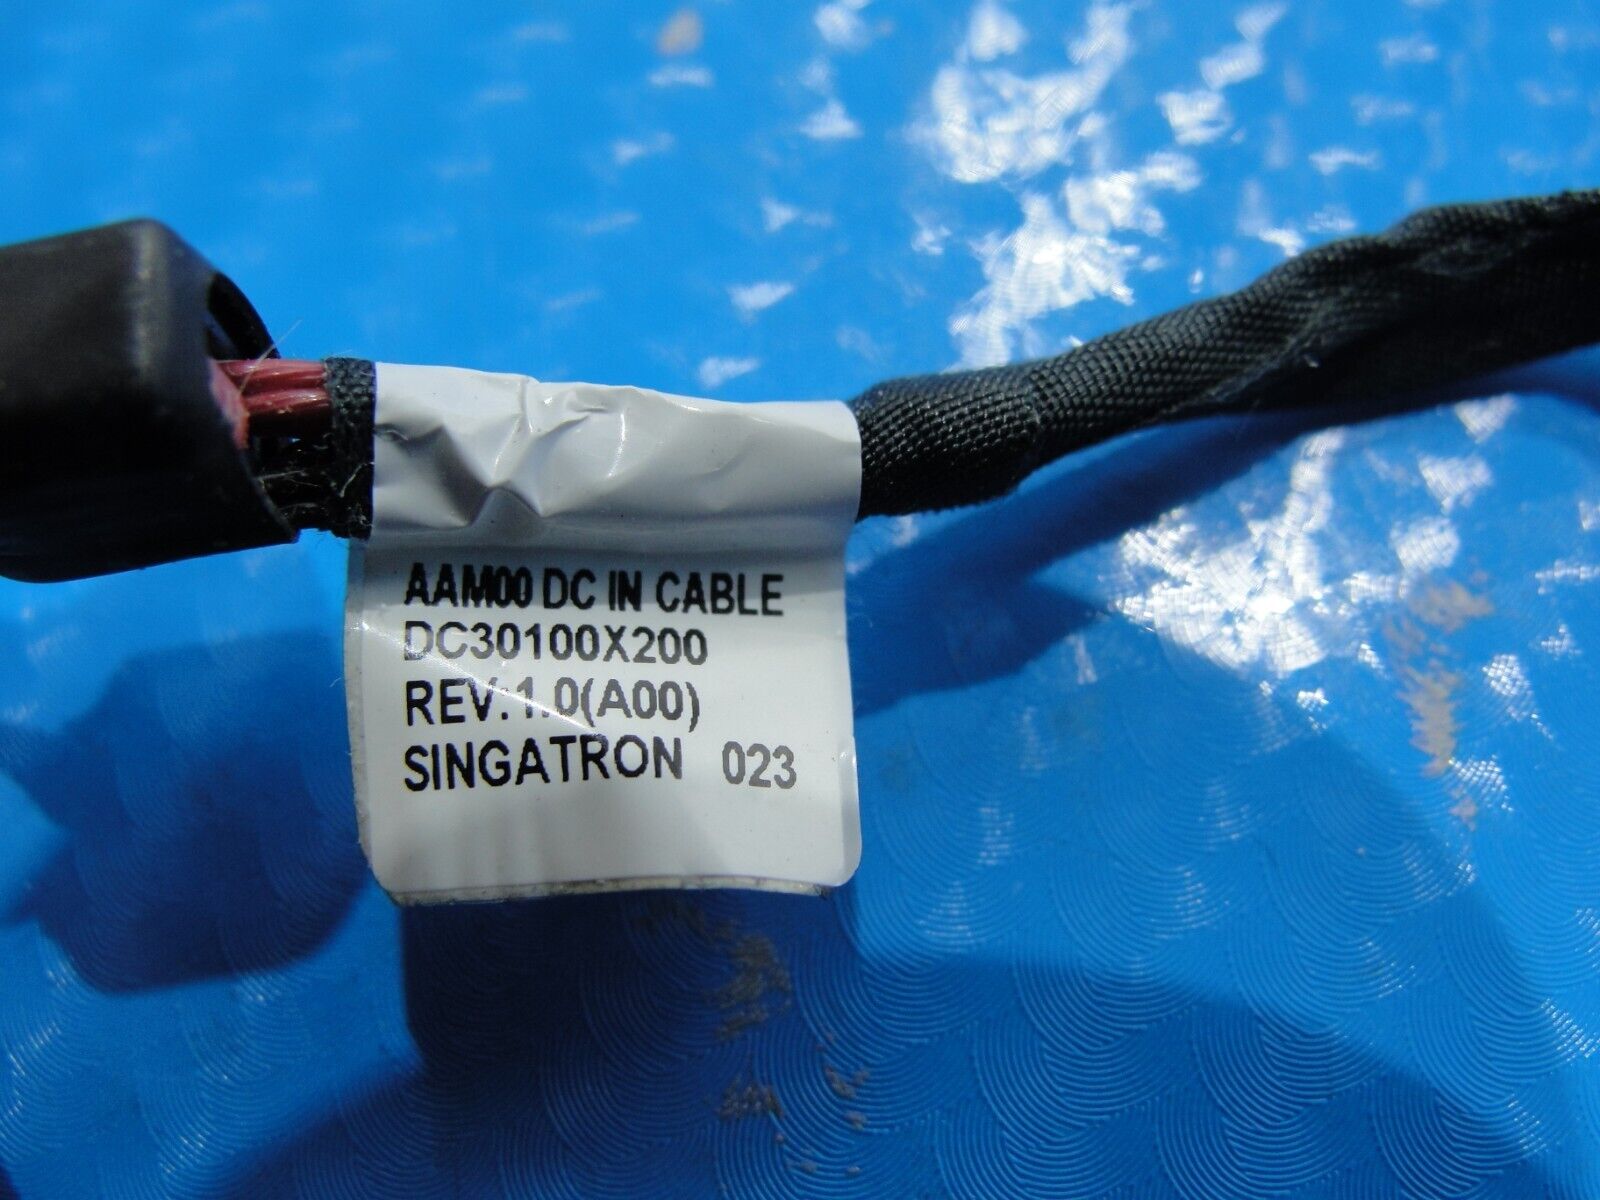 AAM00 DC IN CABLE
DC30100X200
REV:1.0(A00)
SINGATRON 023